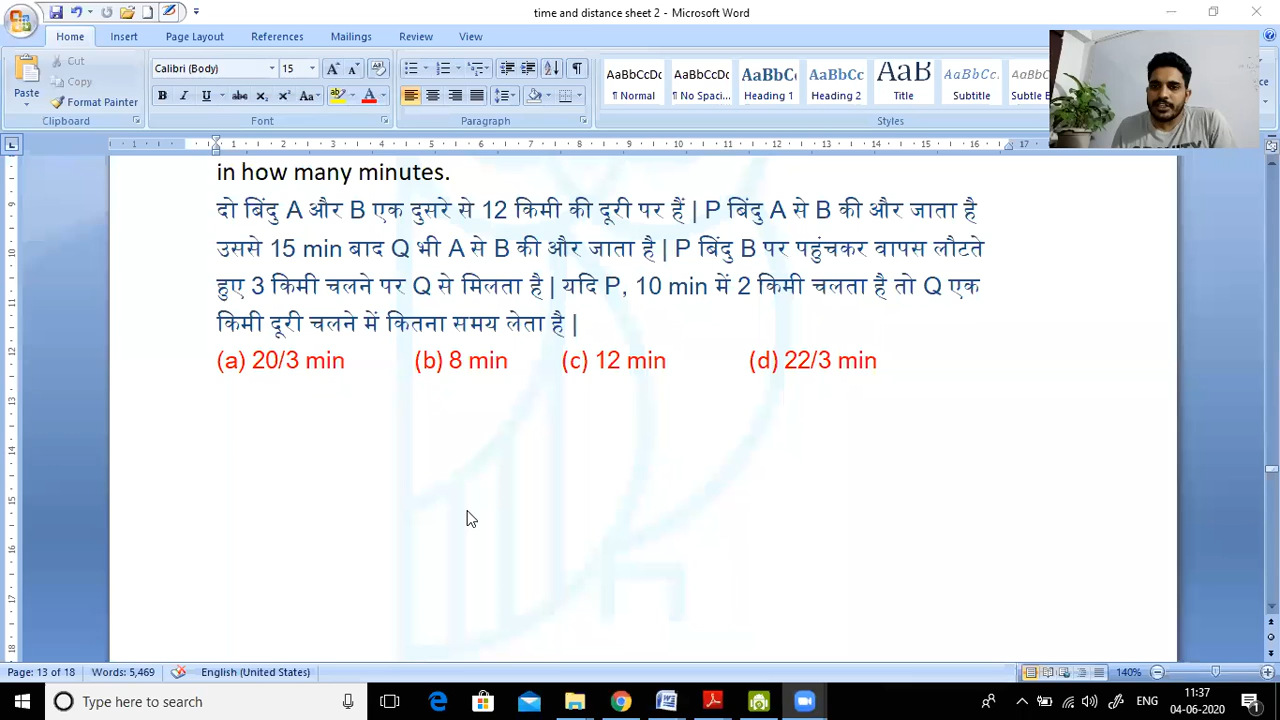 time and distance sheet 2 - Microsoft Word
Home Insert Page Layout References Mailings Review View
Paste Cut Copy Format Painter
Calibri (Body) 15
AaBbCcDc AaBbCcDc AaBbC AaBbCc AaB AaBbCc AaBbC
¶ Normal ¶ No Spaci... Heading 1 Heading 2 Title Subtitle Subtle
Clipboard Font Paragraph Styles
in how many minutes.
दो बिंदु A और B एक दुसरे से 12 किमी की दूरी पर हैं | P बिंदु A से B की और जाता है
उससे 15 min बाद Q भी A से B की और जाता है | P बिंदु B पर पहुंचकर वापस लौटते
हुए 3 किमी चलने पर Q से मिलता है | यदि P, 10 min में 2 किमी चलता है तो Q एक
किमी दूरी चलने में कितना समय लेता है |
(a) 20/3 min (b) 8 min (c) 12 min (d) 22/3 min
Page: 13 of 18 Words: 5,469 English (United States) 140%
Type here to search ENG 11:37
04-06-2020